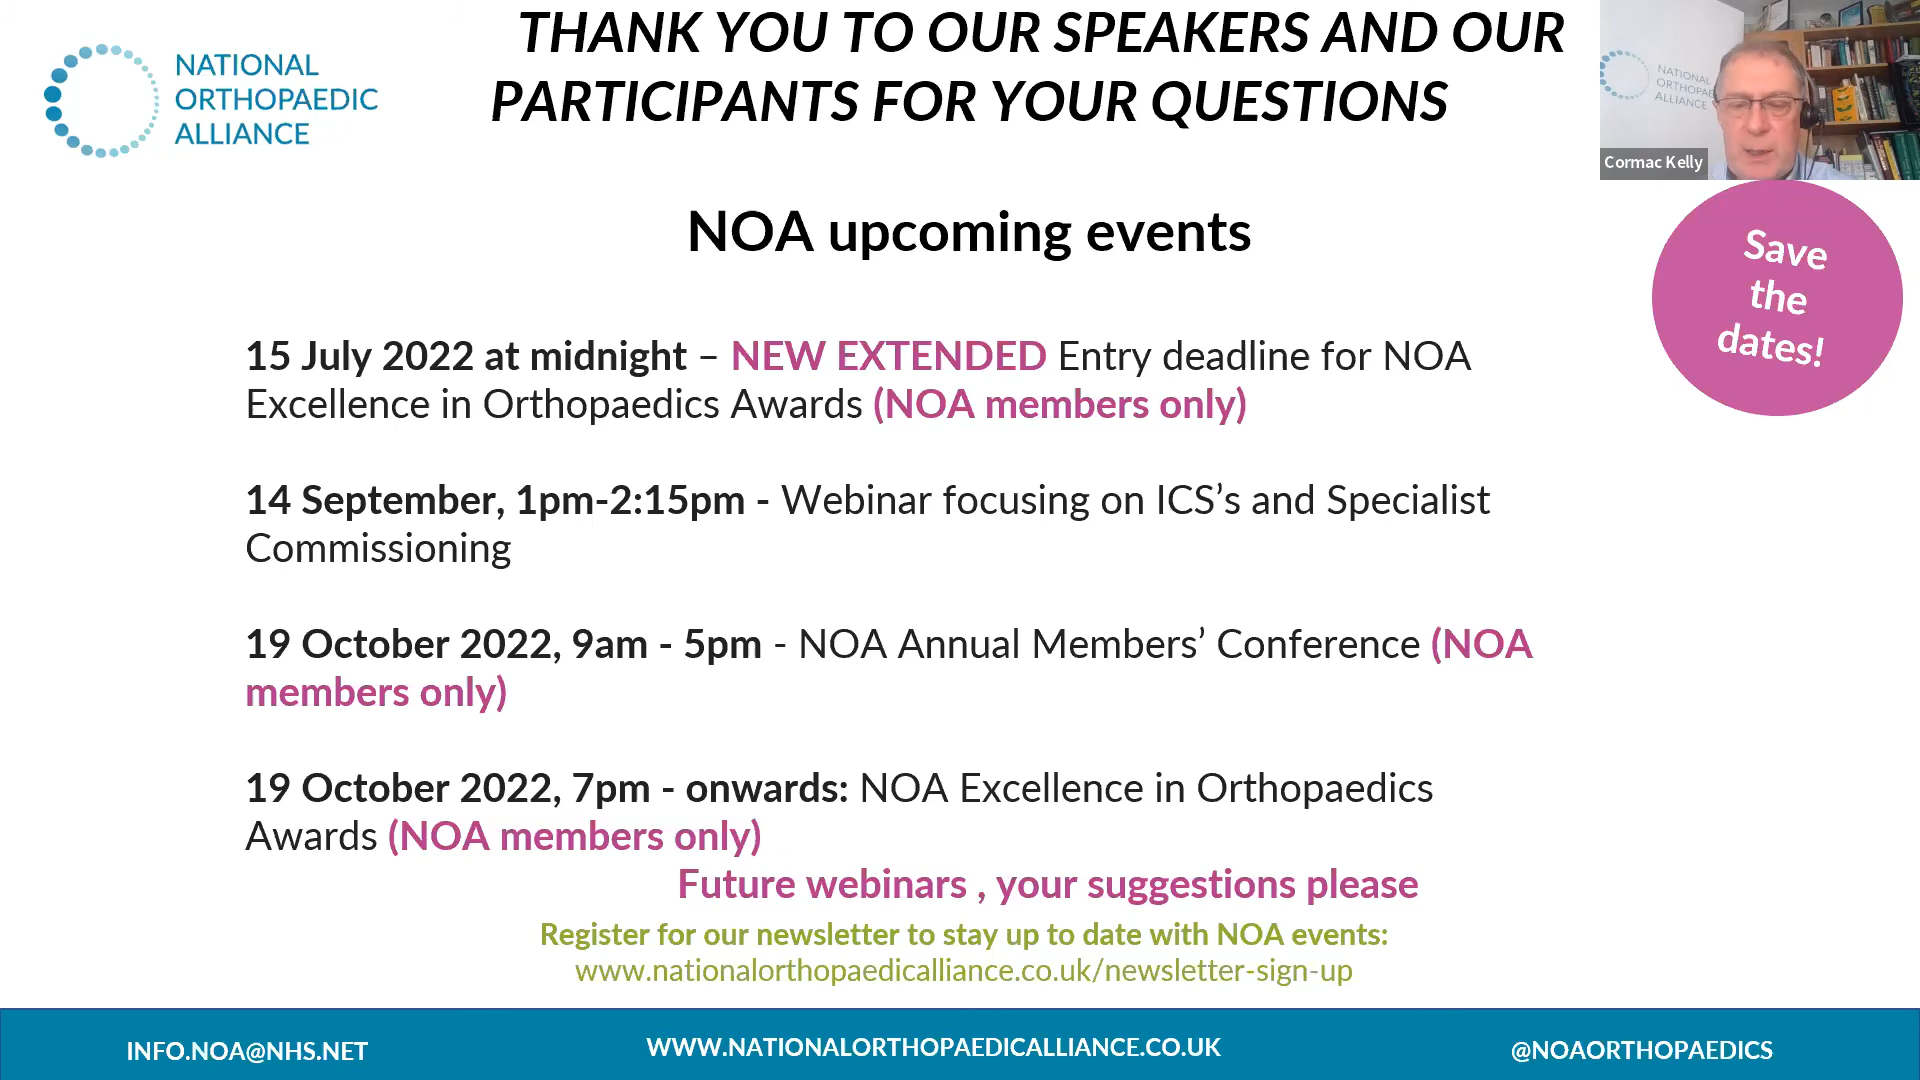 NATIONAL
ORTHOPAEDIC
ALLIANCE
THANK YOU TO OUR SPEAKERS AND OUR
PARTICIPANTS FOR YOUR QUESTIONS
NATIONAL
ORTHOPAE
ALLIANCE
Cormac Kelly
Save
the
dates!
NOA upcoming events
15 July 2022 at midnight – NEW EXTENDED Entry deadline for NOA
Excellence in Orthopaedics Awards (NOA members only)
14 September, 1pm-2:15pm - Webinar focusing on ICS’s and Specialist
Commissioning
19 October 2022, 9am - 5pm - NOA Annual Members’ Conference (NOA
members only)
19 October 2022, 7pm - onwards: NOA Excellence in Orthopaedics
Awards (NOA members only)
Future webinars , your suggestions please
Register for our newsletter to stay up to date with NOA events:
www.nationalorthopaedicalliance.co.uk/newsletter-sign-up
INFO.NOA@NHS.NET
WWW.NATIONALORTHOPAEDICALLIANCE.CO.UK
@NOAORTHOPAEDICS